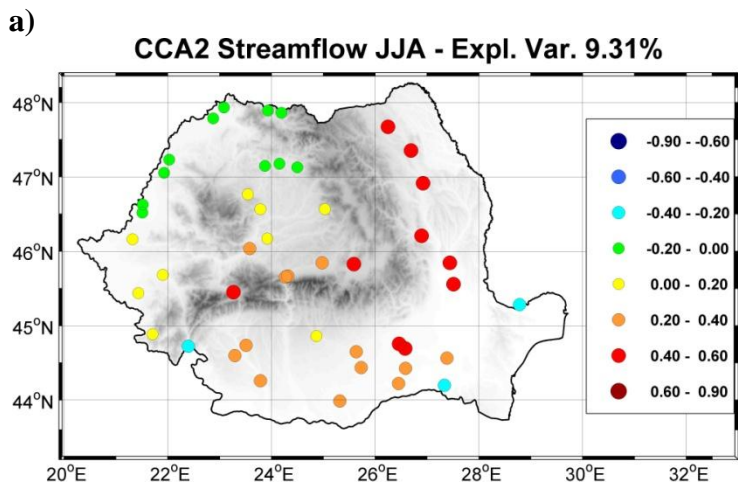 a)
CCA2 Streamflow JJA - Expl. Var. 9.31%
48°N
47°N
46°N
45°N
44°N
-0.90 - -0.60
-0.60 - -0.40
-0.40 - -0.20
-0.20 - 0.00
0.00 - 0.20
0.20 - 0.40
0.40 - 0.60
0.60 - 0.90
20°E 22°E 24°E 26°E 28°E 30°E 32°E